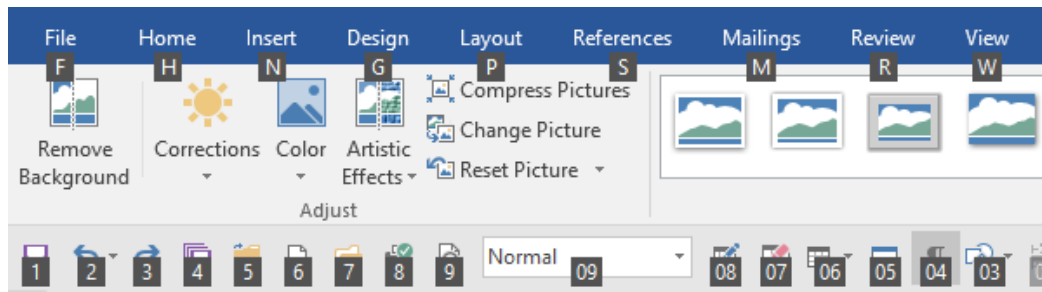 File Home Insert Design Layout References Mailings Review View
F H N G P S M R W
Compress Pictures
Change Picture
Remove Corrections Color Artistic
Background Effects Reset Picture
Adjust
Normal
1 2 3 4 5 6 7 8 9 09 08 07 06 05 04 03